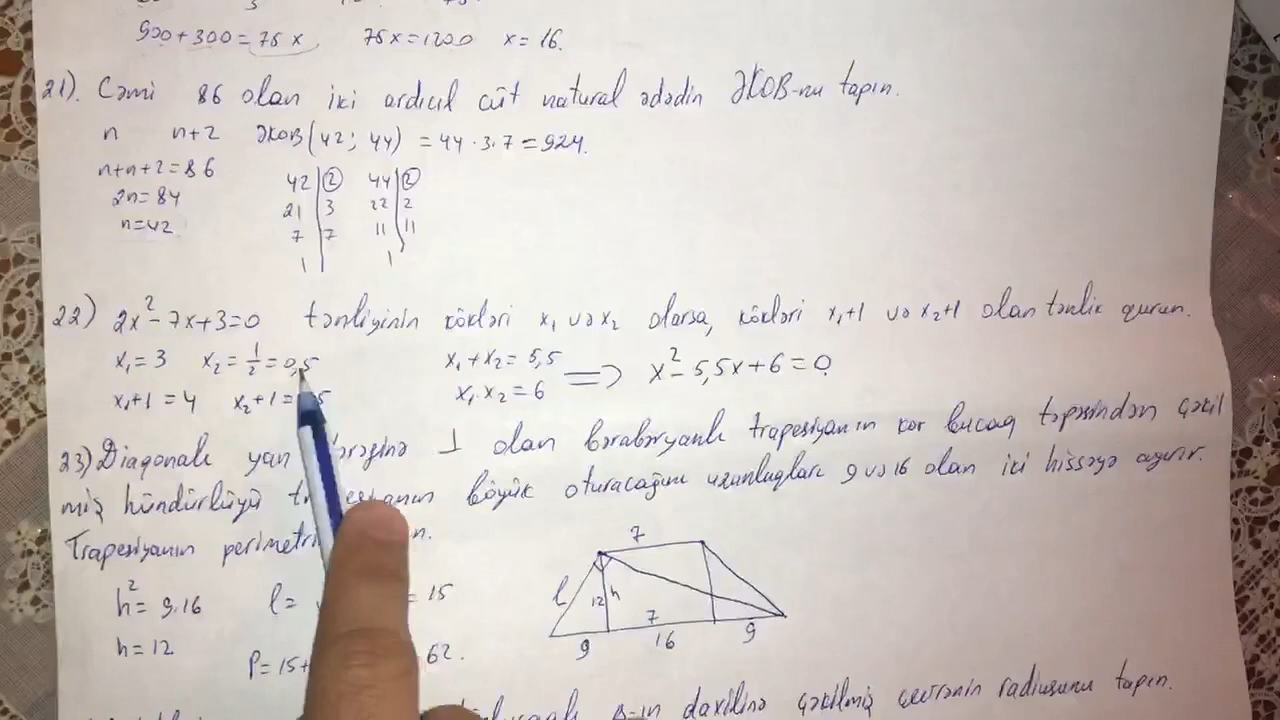 900+300=75x 75x=1200 x=16.
21). Cəmi 86 olan iki ardıcıl cüt natural ədədin ƏKOB-nu tapın.
n n+2 ƏKOB(42; 44) = 44·3·7=924.
n+n+2=86
2n=84
n=42
42 2 44 2
21 3 22 2
7 7 11 11
1 1
22) 2x²-7x+3=0 tənliyinin kökləri x₁ və x₂ olarsa, kökləri x₁+1 və x₂+1 olan tənlik qurun.
x₁=3 x₂=1/2=0,5 x₁+x₂=5,5 => x²-5,5x+6=0
x₁+1=4 x₂+1= x₁·x₂=6
23) Diaqonalı yan ⊥ olan bərabəryanlı trapesiyanın kor bucaq təpəsindən çəkil
miş hündürlüyü böyük oturacağını uzunluqları 9 və 16 olan iki hissəyə ayırır.
Trapesiyanın
h²=9·16 l= = 15
h=12
P=15+ 62.
7
l 12 h
7
9 16 9
daxilinə çəkilmiş çevrənin radiusunu tapın.